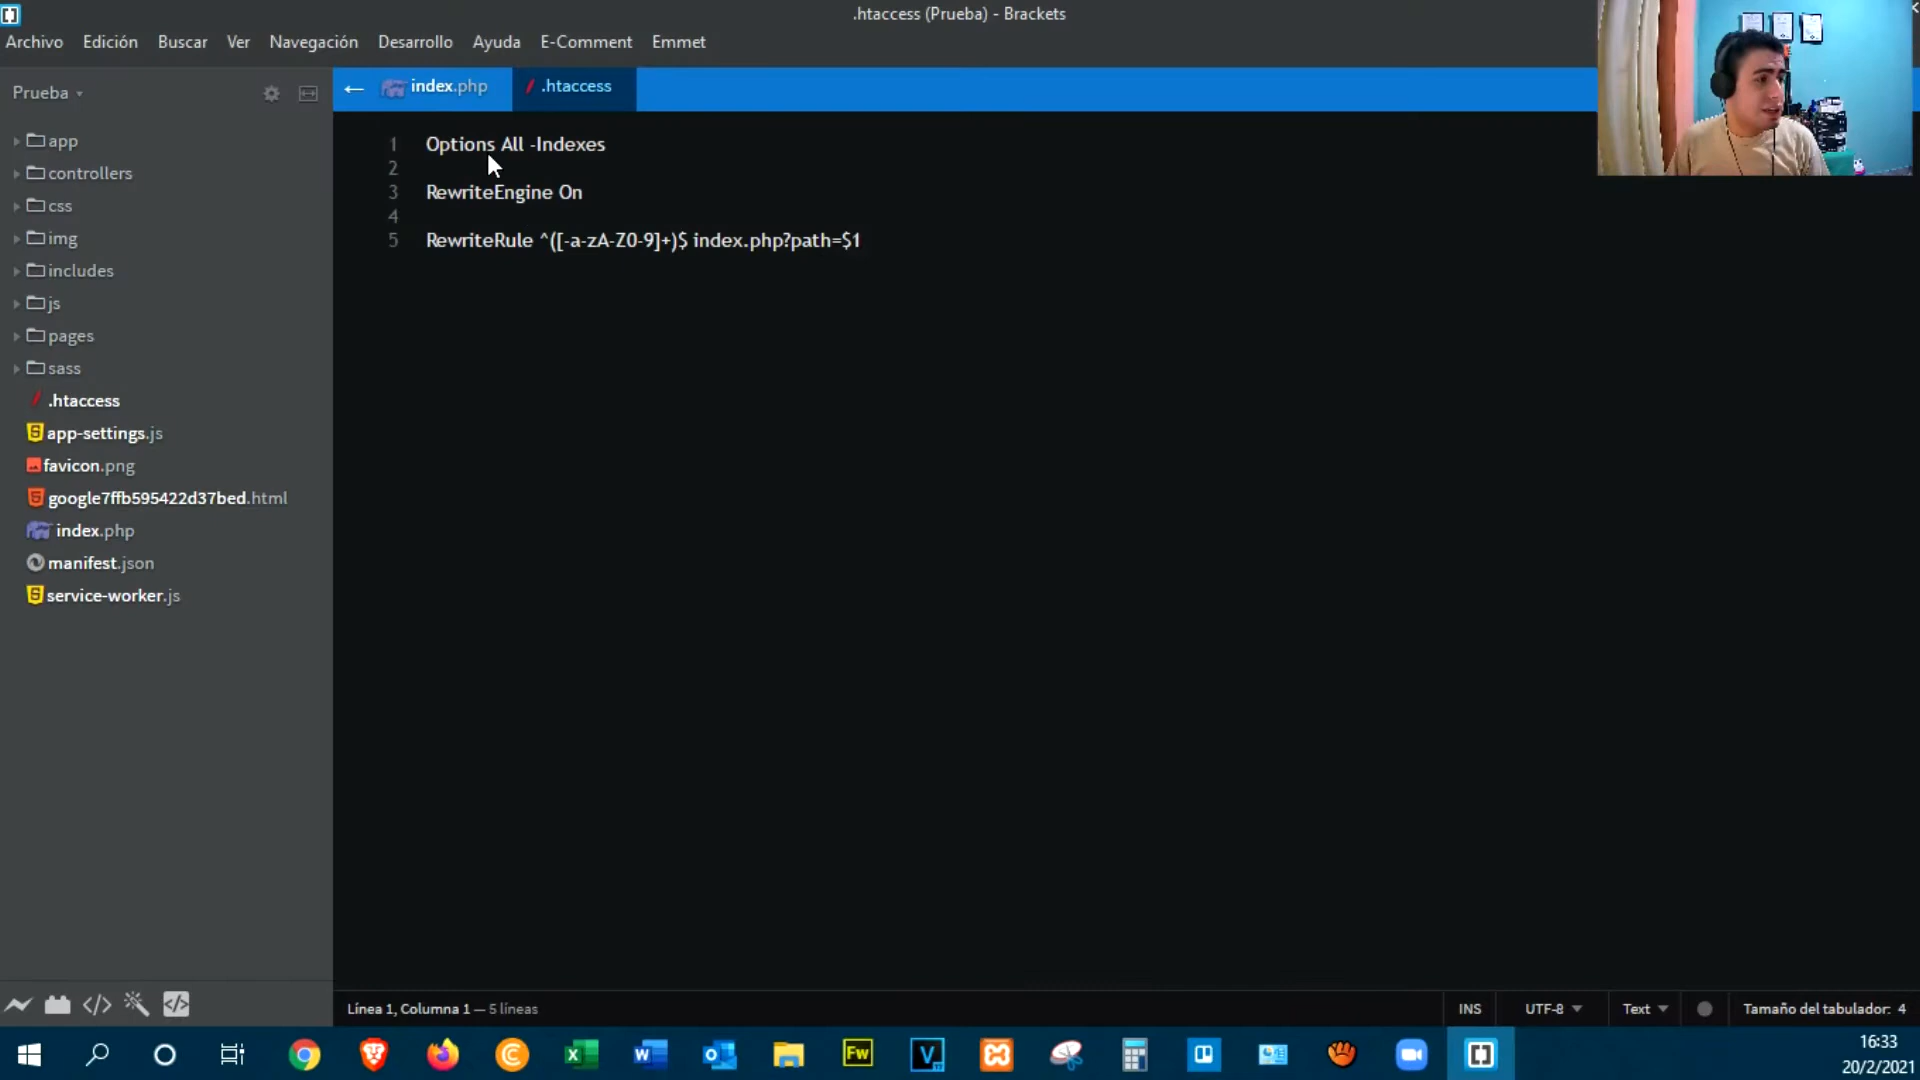 .htaccess (Prueba) - Brackets
Archivo Edición Buscar Ver Navegación Desarrollo Ayuda E-Comment Emmet
Prueba
index.php
.htaccess
app
controllers
css
img
includes
js
pages
sass
.htaccess
app-settings.js
favicon.png
google7ffb595422d37bed.html
index.php
manifest.json
service-worker.js
1 Options All -Indexes
2
3 RewriteEngine On
4
5 RewriteRule ^([-a-zA-Z0-9]+)$ index.php?path=$1
Línea 1, Columna 1 — 5 líneas
INS UTF-8 Text Tamaño del tabulador: 4
16:33
20/2/2021